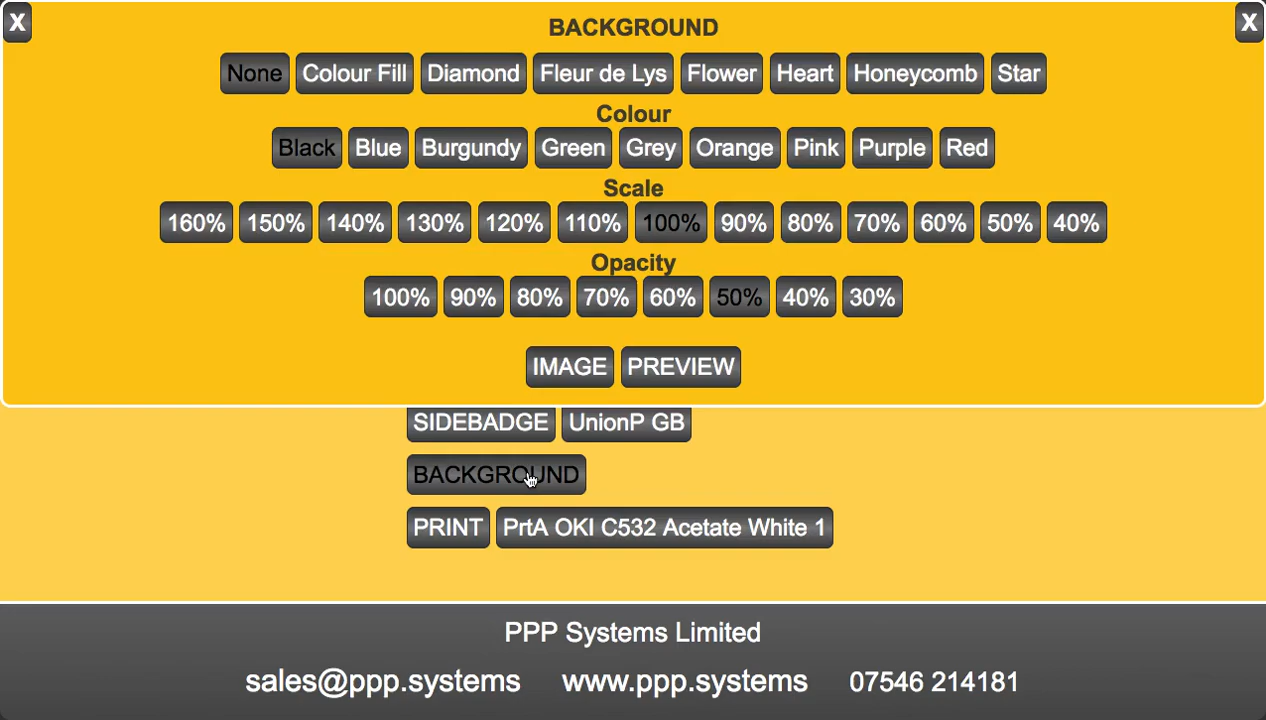 X BACKGROUND X
None Colour Fill Diamond Fleur de Lys Flower Heart Honeycomb Star
Colour
Black Blue Burgundy Green Grey Orange Pink Purple Red
Scale
160% 150% 140% 130% 120% 110% 100% 90% 80% 70% 60% 50% 40%
Opacity
100% 90% 80% 70% 60% 50% 40% 30%
IMAGE PREVIEW
SIDEBADGE UnionP GB
BACKGROUND
PRINT PrtA OKI C532 Acetate White 1
PPP Systems Limited
sales@ppp.systems www.ppp.systems 07546 214181